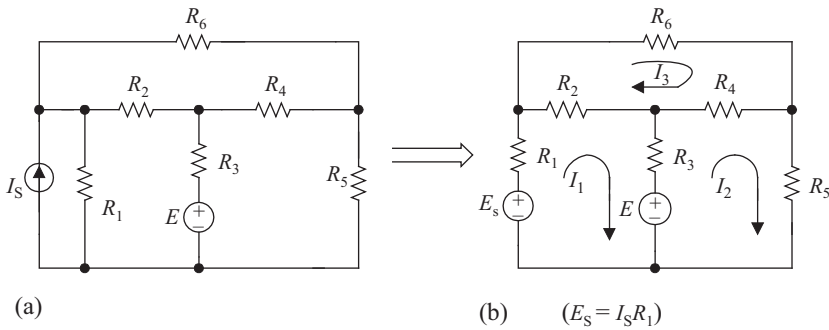 R6
R2
R4
IS
R1
R3
E
R5
(a)
R6
R2
I3
R4
R1
I1
R3
I2
R5
Es
E
(b) (ES = ISR1)